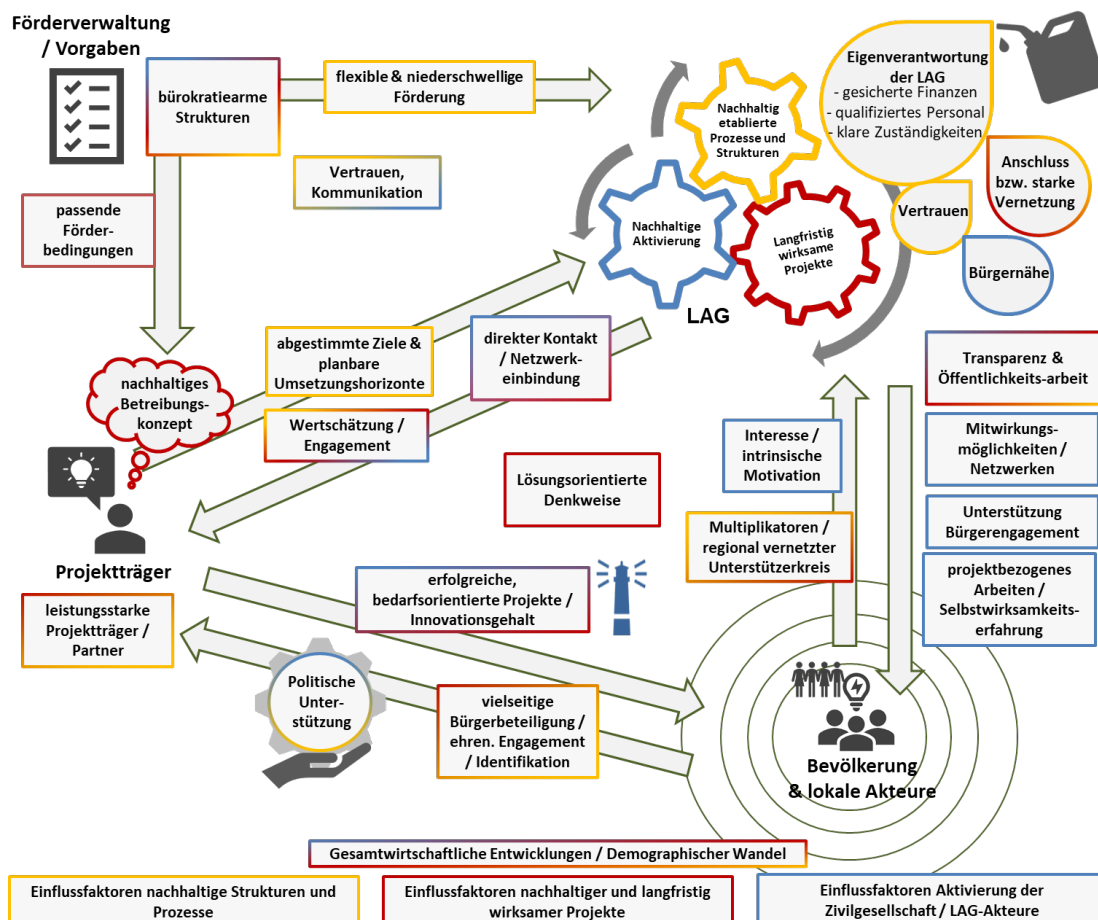 Förderverwaltung
/ Vorgaben
bürokratiearme
Strukturen
flexible & niederschwellige
Förderung
Vertrauen,
Kommunikation
passende
Förder-
bedingungen
Nachhaltig
etablierte
Prozesse und
Strukturen
Nachhaltige
Aktivierung
Langfristig
wirksame
Projekte
LAG
Eigenverantwortung
der LAG
- gesicherte Finanzen
- qualifiziertes Personal
- klare Zuständigkeiten
Anschluss
bzw. starke
Vernetzung
Vertrauen
Bürgernähe
nachhaltiges
Betreibungs-
konzept
abgestimmte Ziele &
planbare
Umsetzungshorizonte
direkter Kontakt
/ Netzwerk-
einbindung
Wertschätzung /
Engagement
Lösungsorientierte
Denkweise
Interesse /
intrinsische
Motivation
Multiplikatoren /
regional vernetzter
Unterstützerkreis
Transparenz &
Öffentlichkeits-arbeit
Mitwirkungs-
möglichkeiten /
Netzwerken
Unterstützung
Bürgerengagement
projektbezogenes
Arbeiten /
Selbstwirksamkeits-
erfahrung
Projektträger
leistungsstarke
Projektträger /
Partner
erfolgreiche,
bedarfsorientierte Projekte /
Innovationsgehalt
Politische
Unter-
stützung
vielseitige
Bürgerbeteiligung /
ehren. Engagement
/ Identifikation
Bevölkerung
& lokale Akteure
Gesamtwirtschaftliche Entwicklungen / Demographischer Wandel
Einflussfaktoren nachhaltige Strukturen und
Prozesse
Einflussfaktoren nachhaltiger und langfristig
wirksamer Projekte
Einflussfaktoren Aktivierung der
Zivilgesellschaft / LAG-Akteure